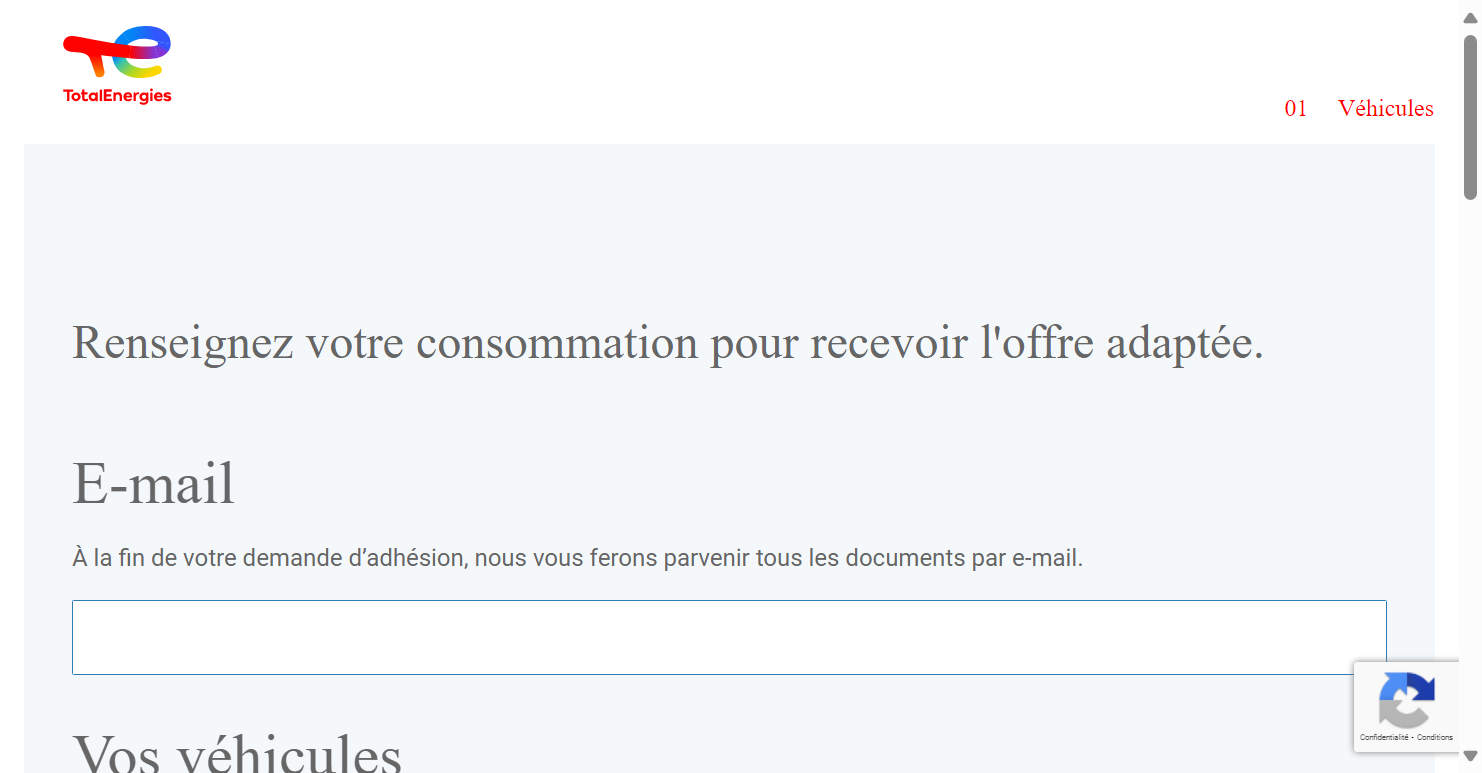 TotalEnergies
01 Véhicules
Renseignez votre consommation pour recevoir l'offre adaptée.
E-mail
À la fin de votre demande d’adhésion, nous vous ferons parvenir tous les documents par e-mail.
Vos véhicules
Confidentialité - Conditions